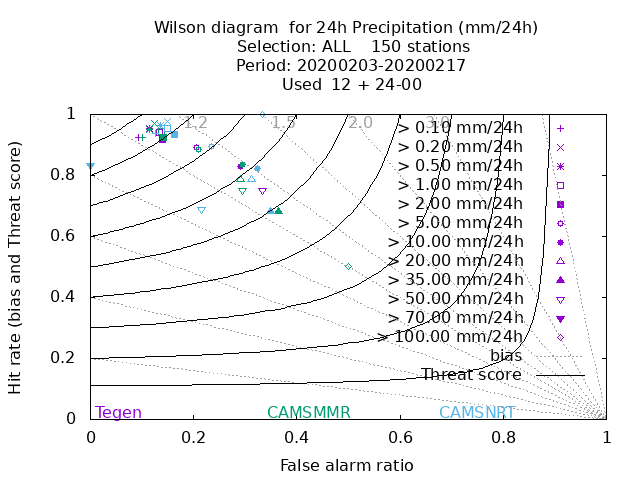 Wilson diagram  for 24h Precipitation (mm/24h)
Selection: ALL    150 stations
Period: 20200203-20200217
Used  12 + 24-00
Hit rate (bias and Threat score)
1
0.8
0.6
0.4
0.2
0
1.2
1.5
2.0
3.0
> 0.10 mm/24h
> 0.20 mm/24h
> 0.50 mm/24h
> 1.00 mm/24h
> 2.00 mm/24h
> 5.00 mm/24h
> 10.00 mm/24h
> 20.00 mm/24h
> 35.00 mm/24h
> 50.00 mm/24h
> 70.00 mm/24h
> 100.00 mm/24h
bias
Threat score
Tegen
CAMSMMR
CAMSNRT
0
0.2
0.4
0.6
0.8
1
False alarm ratio